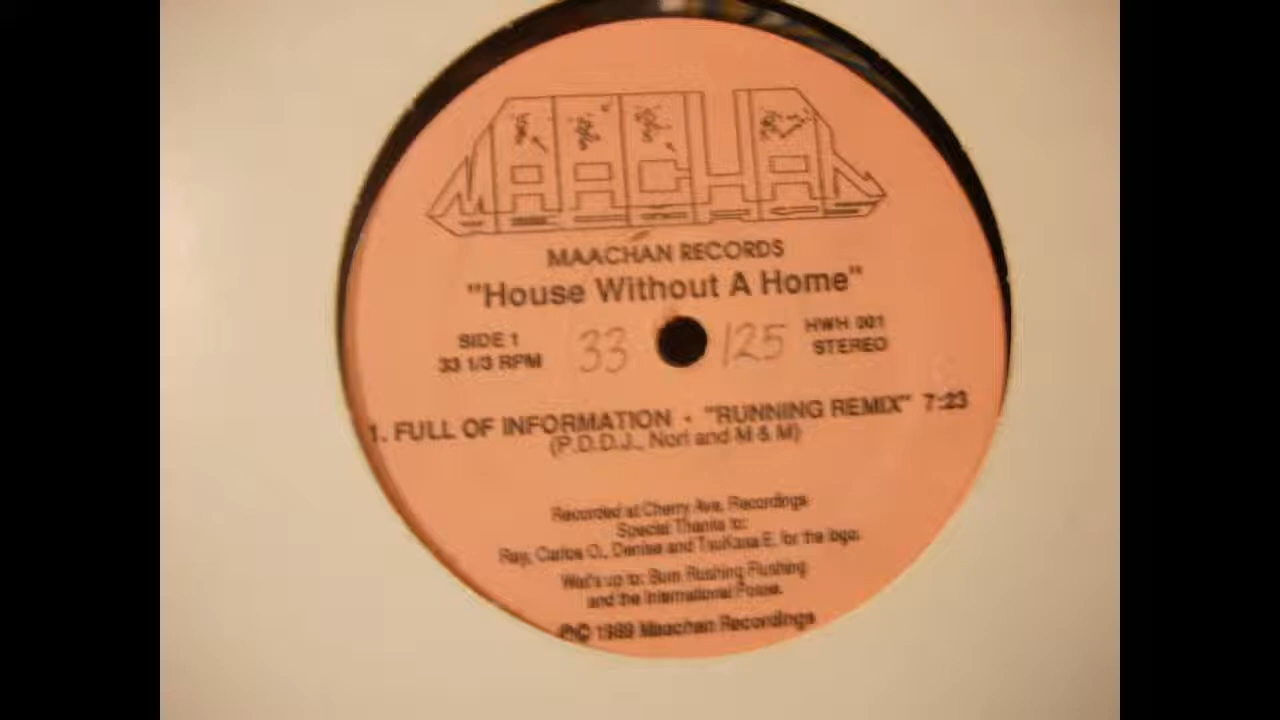 MAACHAN
MAACHAN RECORDS
"House Without A Home"
SIDE 1
33 1/3 RPM
33
125
HWH 001
STEREO
1. FULL OF INFORMATION - "RUNNING REMIX" 7:23
(P.D.D.J., Nori and M & M)
Recorded at Cherry Ave. Recordings
Special Thanks to:
Ray, Carlos O., Denise and TsuKasa E. for the logo.
Wat's up to: Bum Rushing Flushing
and the International Posse.
℗© 1989 Maachan Recordings